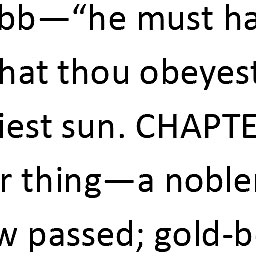 bb—“he must ha
hat thou obeyest
iest sun. CHAPTE
r thing—a nobler
w passed; gold-b